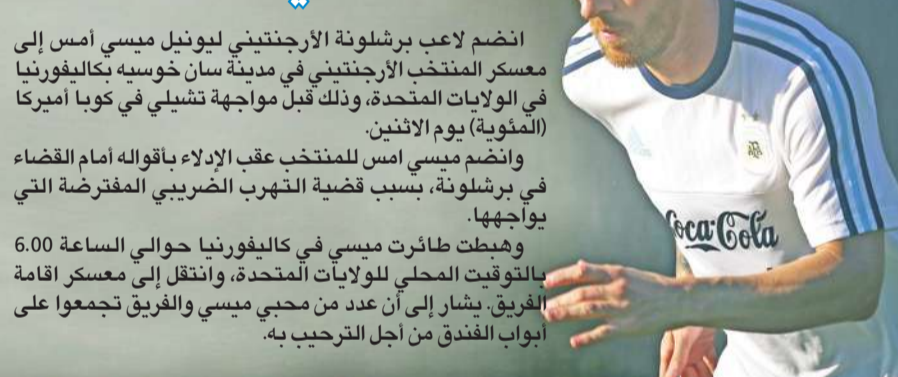 انضم لاعب برشلونة الأرجنتيني ليونيل ميسي أمس إلى
معسكر المنتخب الأرجنتيني في مدينة سان خوسيه بكاليفورنيا
في الولايات المتحدة، وذلك قبل مواجهة تشيلي في كوبا أميركا
(المئوية) يوم الاثنين.
وانضم ميسي امس للمنتخب عقب الإدلاء بأقواله أمام القضاء
في برشلونة، بسبب قضية التهرب الضريبي المفترضة التي
يواجهها.
وهبطت طائرت ميسي في كاليفورنيا حوالي الساعة 6.00
بالتوقيت المحلي للولايات المتحدة، وانتقل إلى معسكر اقامة
الفريق. يشار إلى أن عدد من محبي ميسي والفريق تجمعوا على
أبواب الفندق من أجل الترحيب به.
Coca-Cola